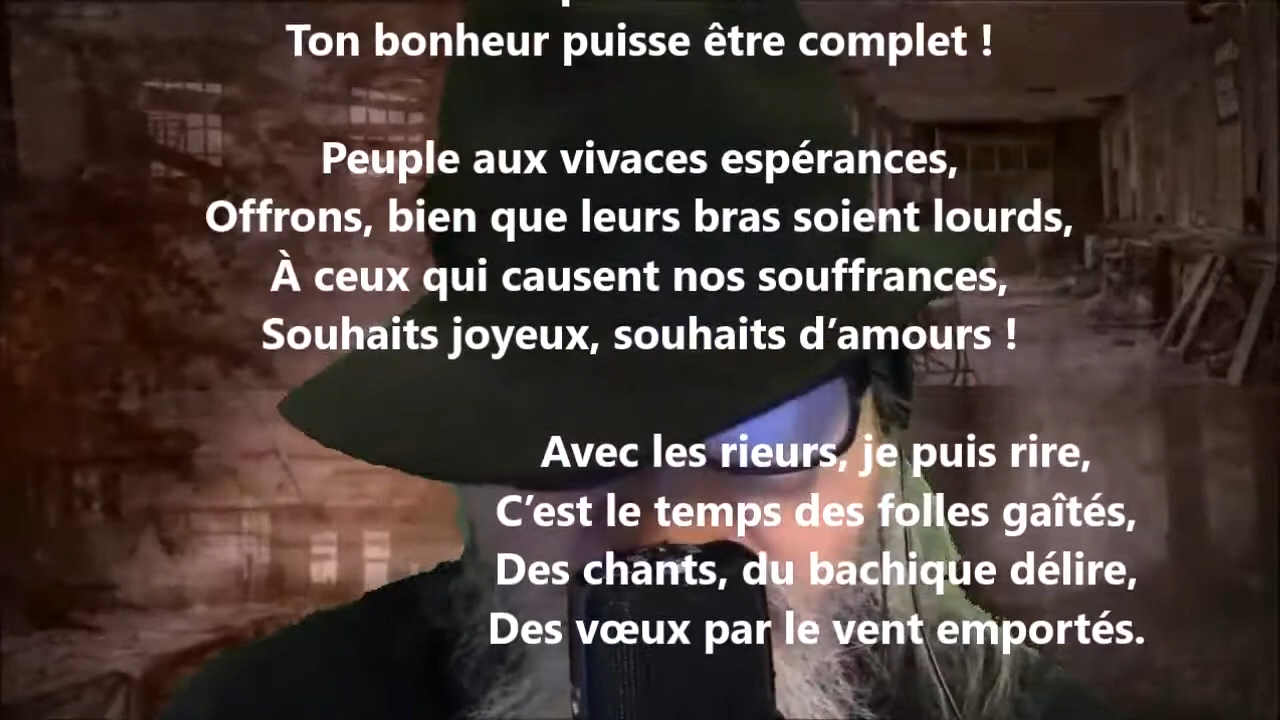 Ton bonheur puisse être complet !
Peuple aux vivaces espérances,
Offrons, bien que leurs bras soient lourds,
À ceux qui causent nos souffrances,
Souhaits joyeux, souhaits d’amours !
Avec les rieurs, je puis rire,
C’est le temps des folles gaîtés,
Des chants, du bachique délire,
Des vœux par le vent emportés.